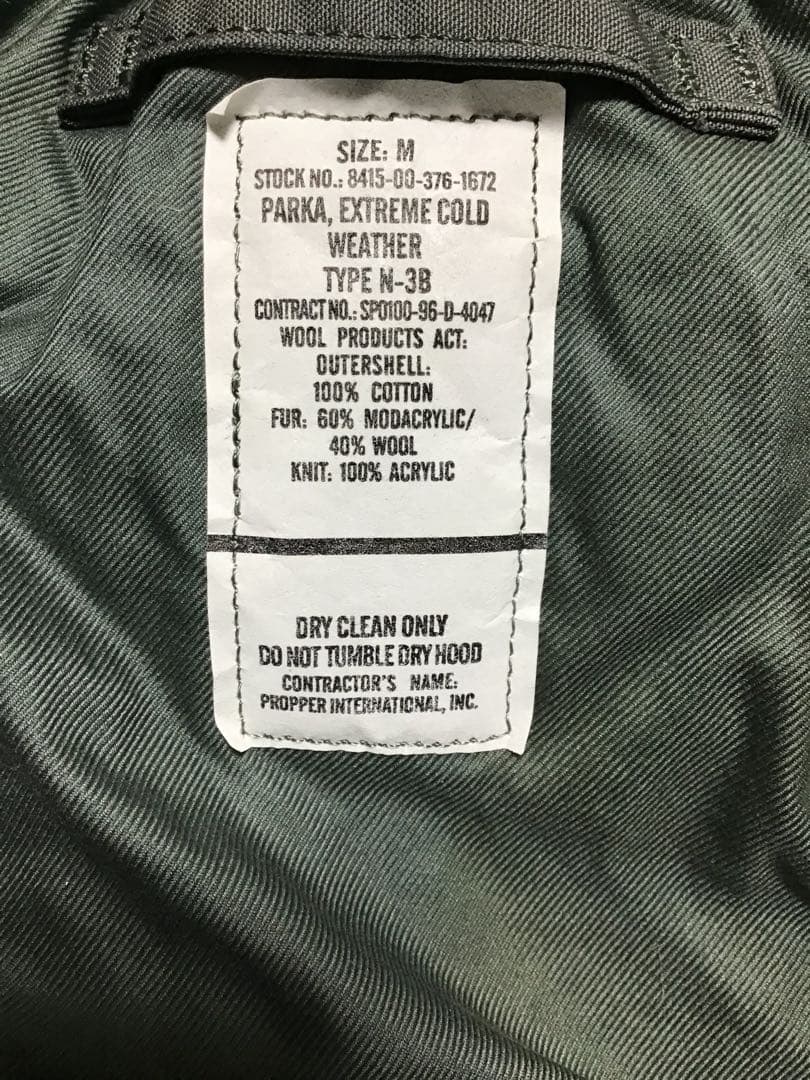 SIZE: M
STOCK NO.: 8415-00-376-1672
PARKA, EXTREME COLD
WEATHER
TYPE N-3B
CONTRACT NO.: SP0100-96-D-4047
WOOL PRODUCTS ACT:
OUTERSHELL:
100% COTTON
FUR: 60% MODACRYLIC/
40% WOOL
KNIT: 100% ACRYLIC
DRY CLEAN ONLY
DO NOT TUMBLE DRY HOOD
CONTRACTOR'S NAME:
PROPPER INTERNATIONAL, INC.